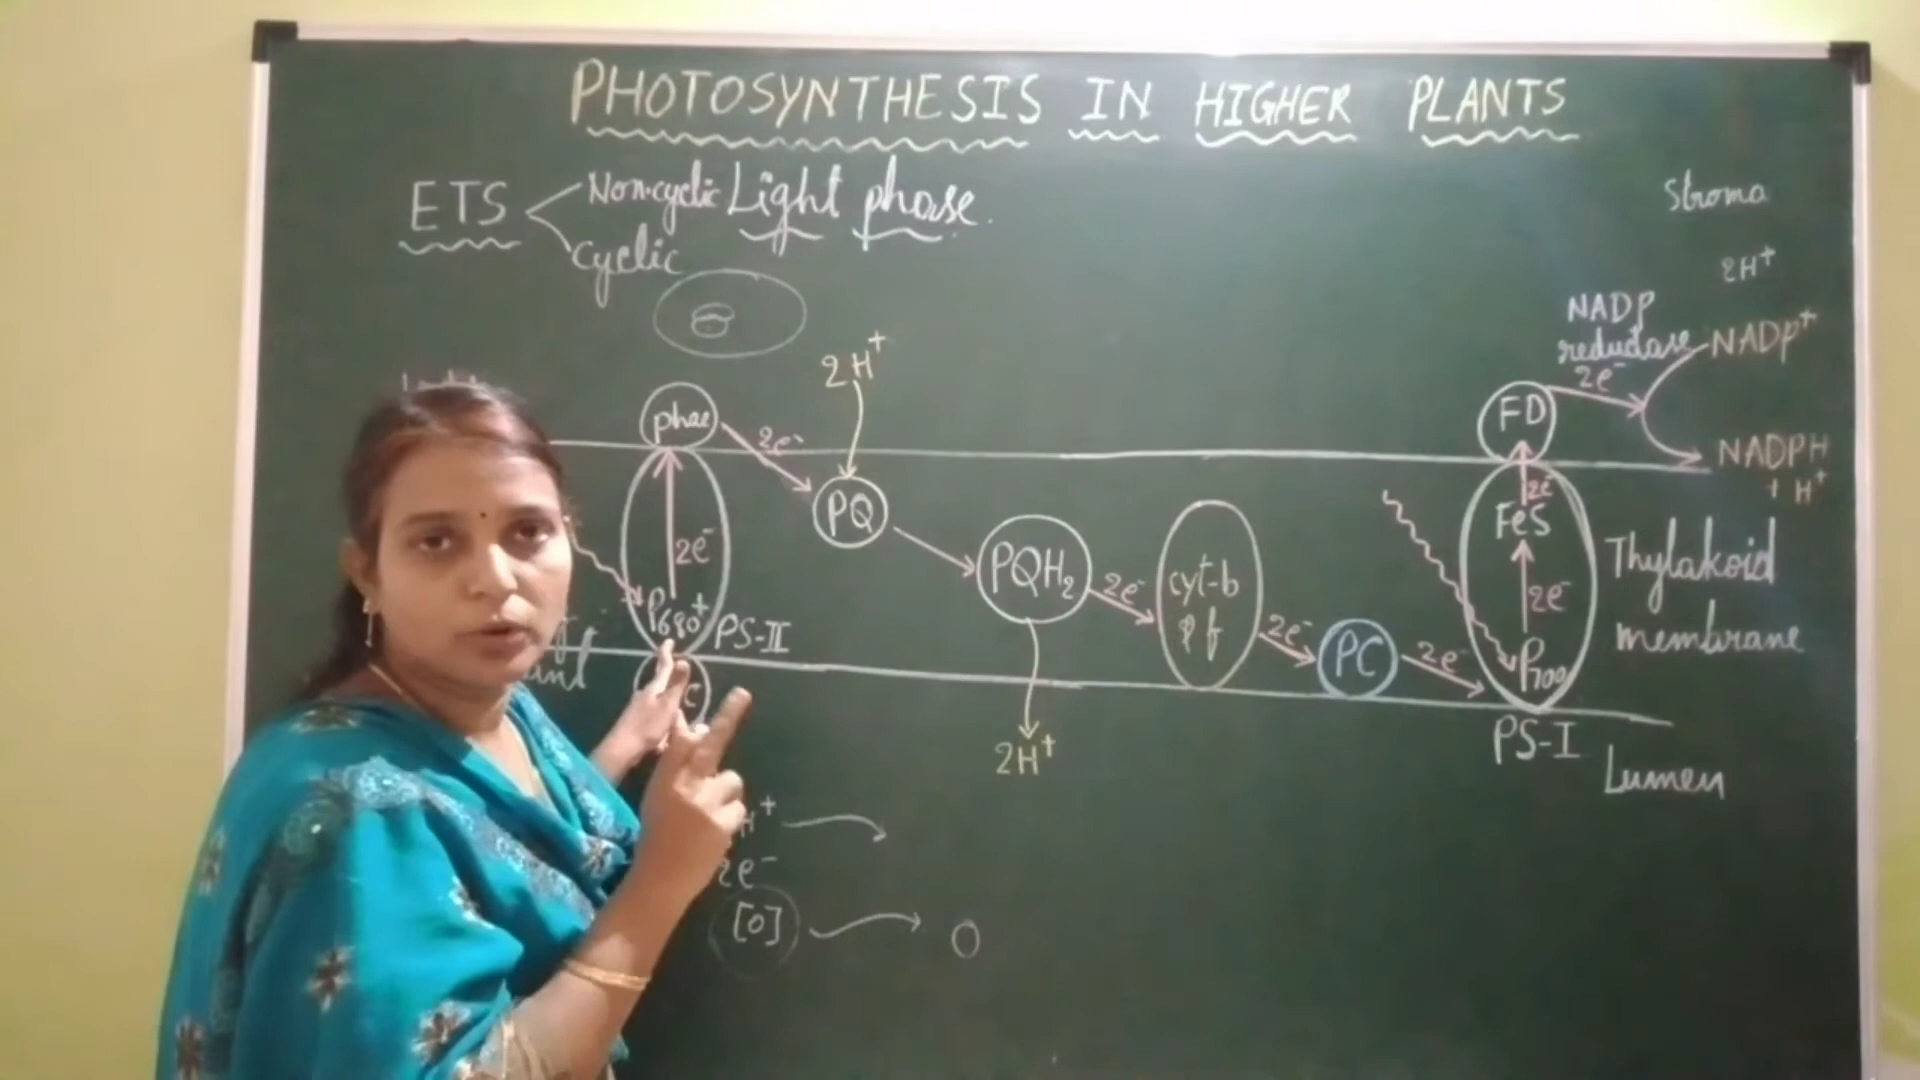 PHOTOSYNTHESIS IN HIGHER PLANTS
ETS
Non-cyclic
Light phase.
cyclic
Stroma
2H+
NADP
reductase
NADP+
2H+
2e-
phae
2e-
FD
NADPH
+ H+
PQ
2e-
FeS
Thylakoid
membrane
2e-
PQH2
2e-
cyt-b
& f
2e-
P680+
PS-II
2e-
PC
2e-
P700
PS-I
Lumen
2H+
H+
2e-
[O]
O